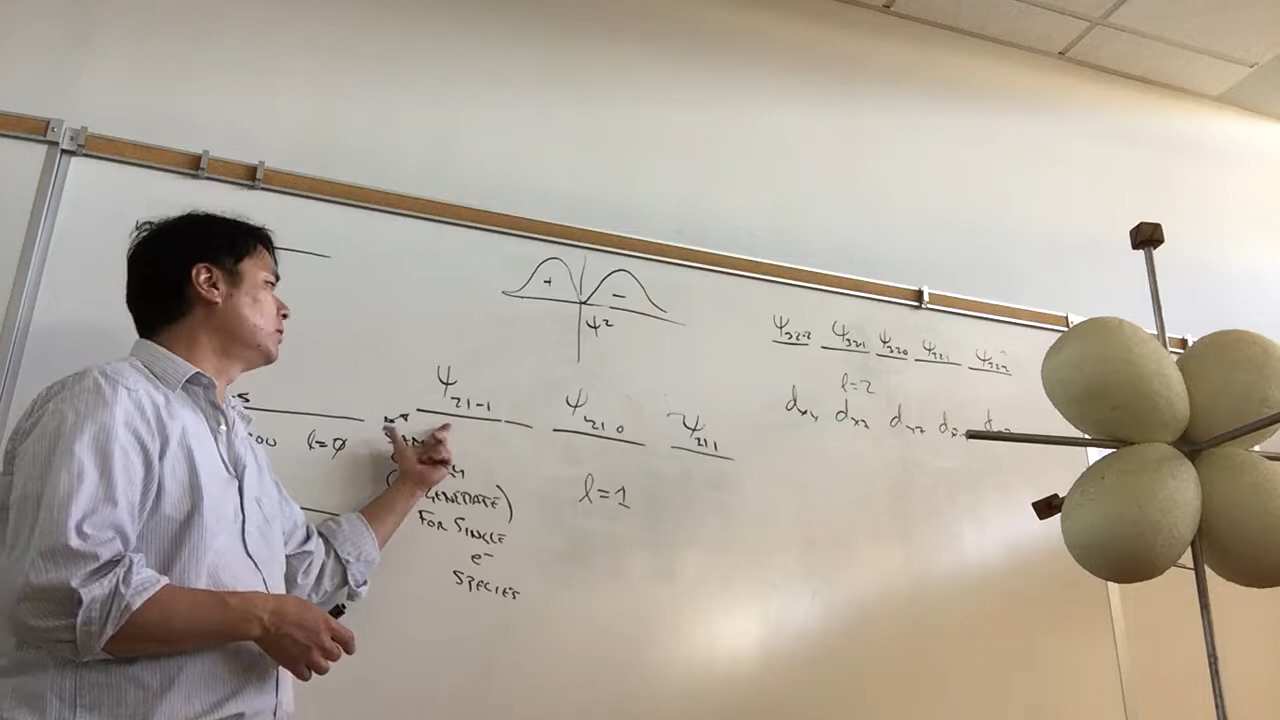 + −
ψ²
ψ₃₂₋₂ ψ₃₂₋₁ ψ₃₂₀ ψ₃₂₁ ψ₃₂₂
l=2
dxy dxz dyz
ψ₂₁₋₁ ψ₂₁₀ ψ₂₁₁
l=1
S
l=0
FOR SINGLE
e⁻
SPECIES